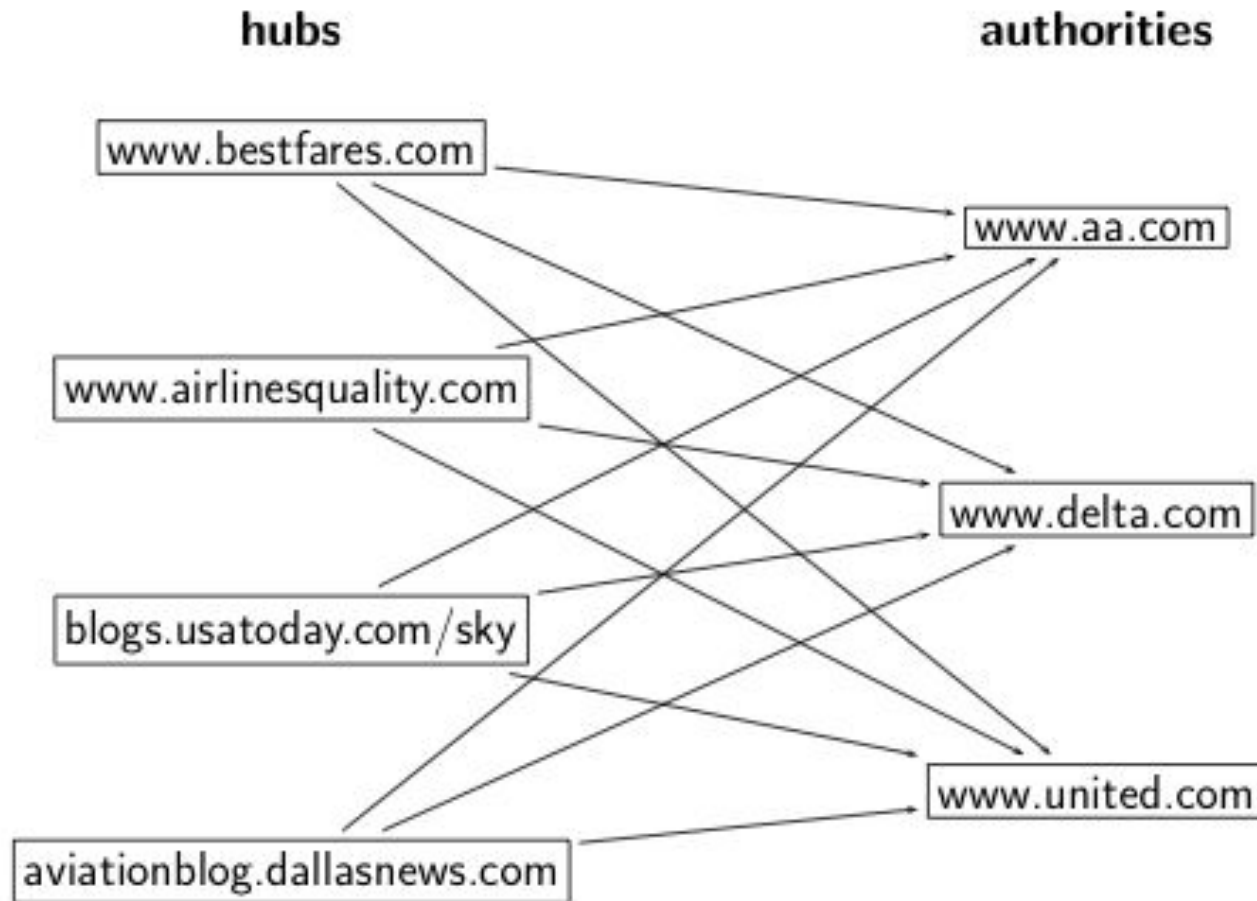 hubs
authorities
www.bestfares.com
www.aa.com
www.airlinesquality.com
www.delta.com
blogs.usatoday.com/sky
www.united.com
aviationblog.dallasnews.com